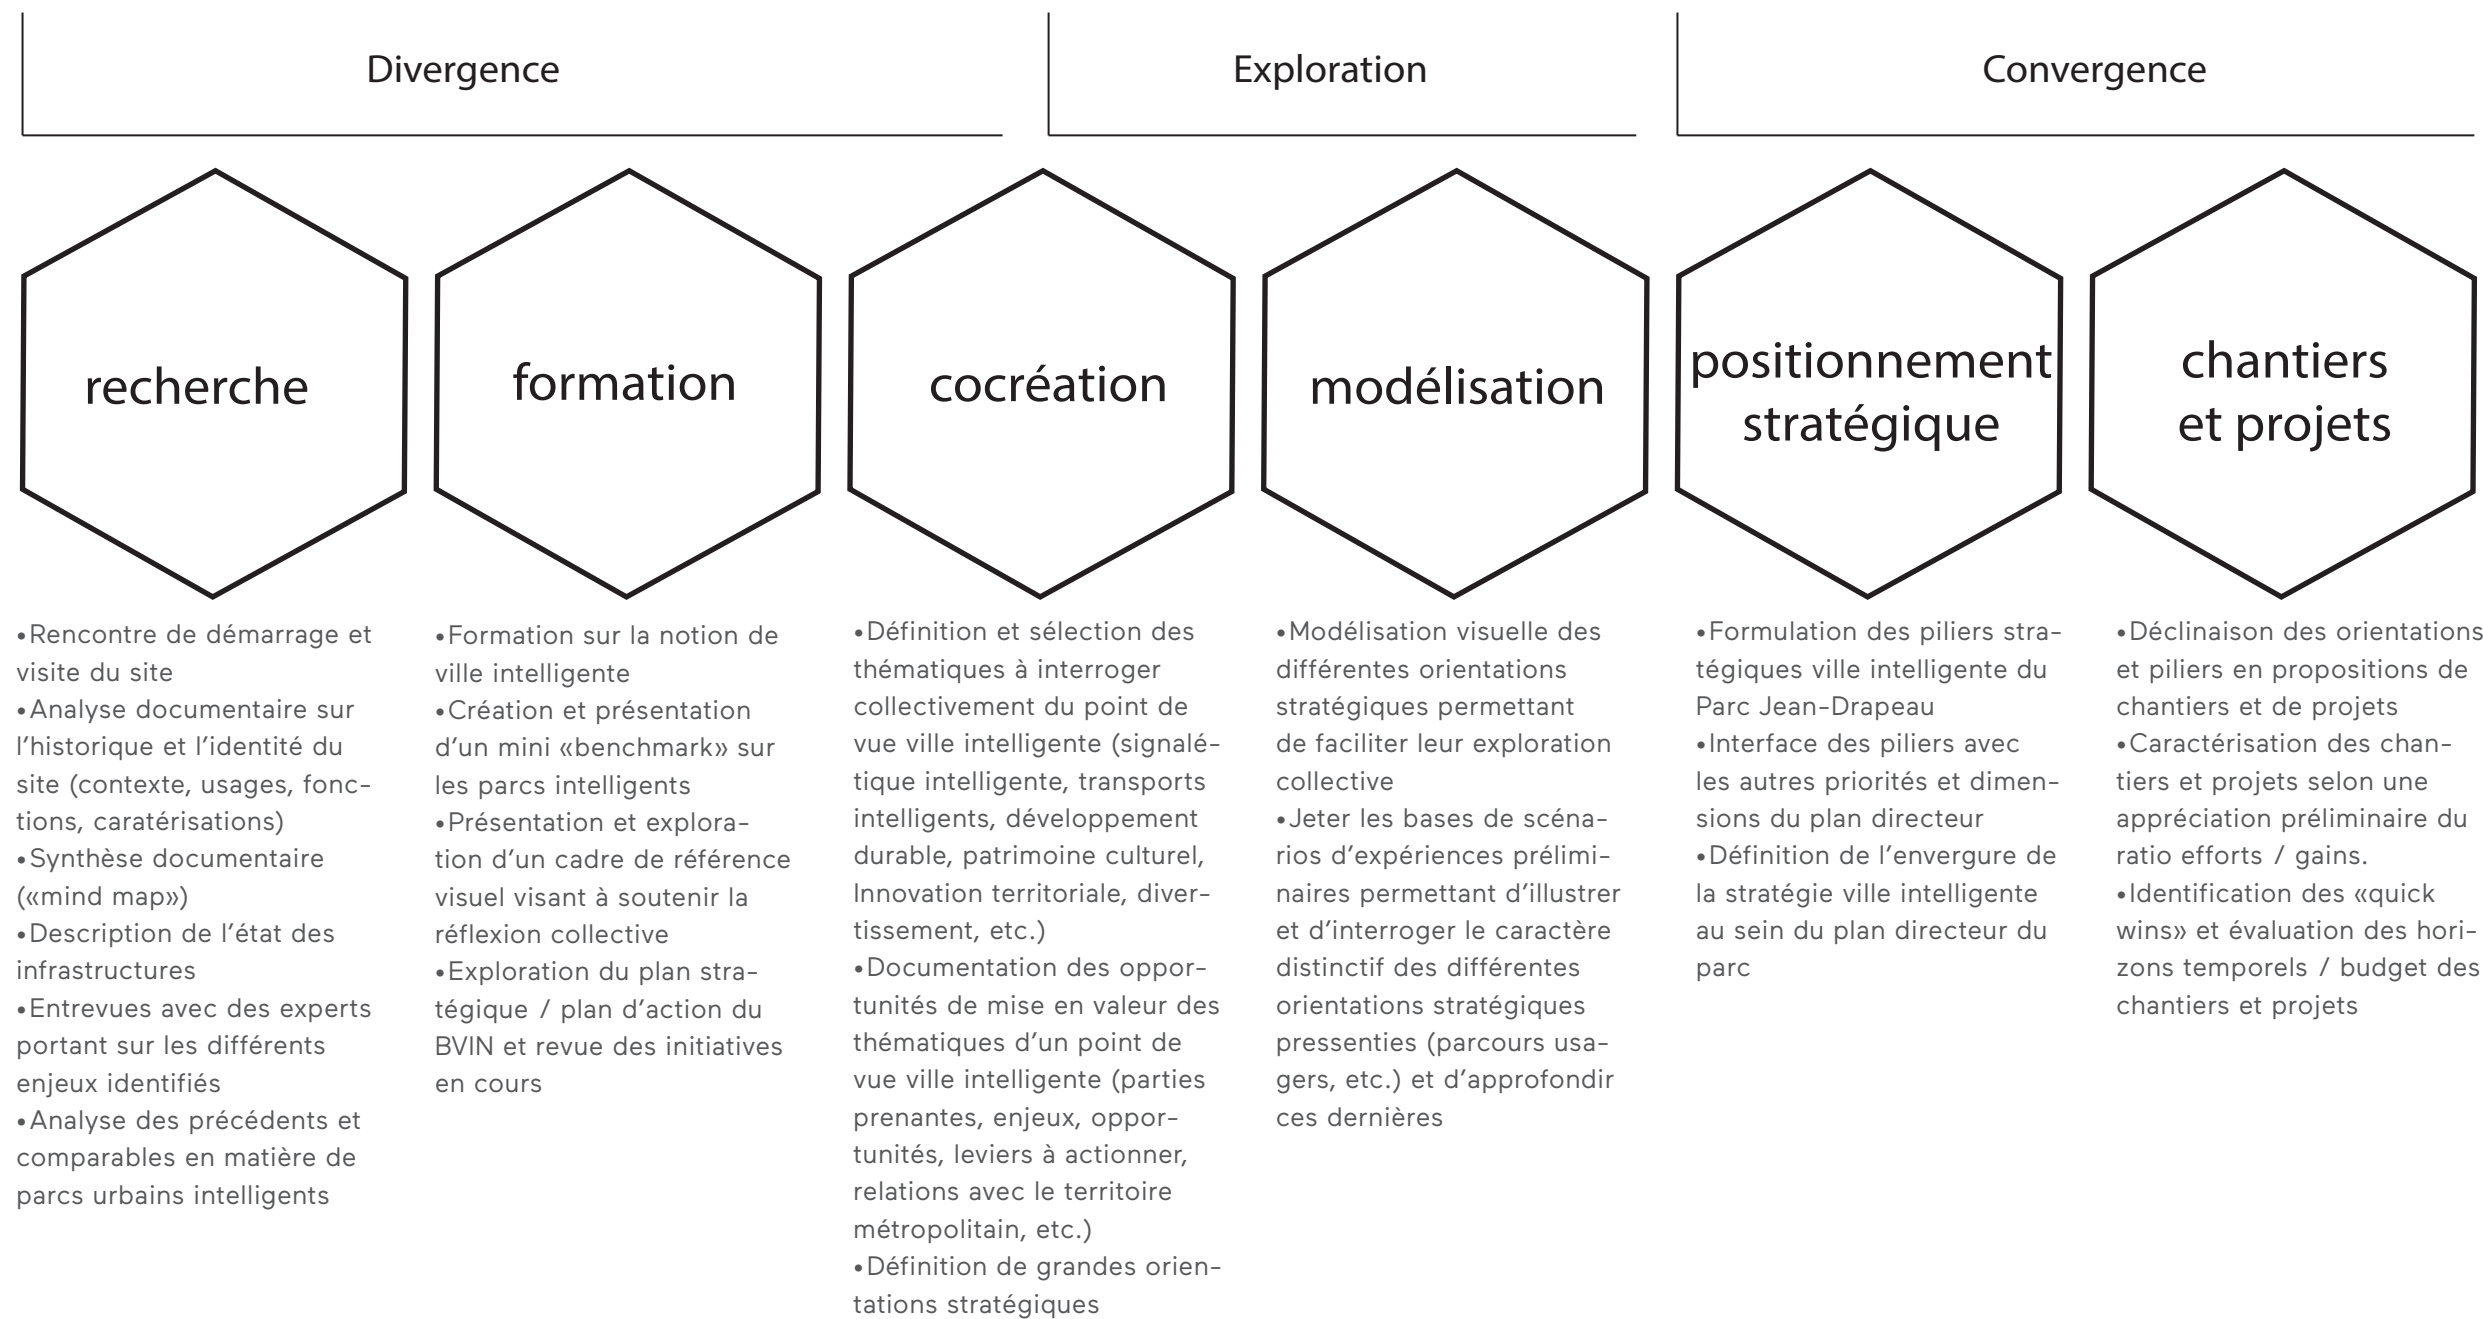 Divergence
Exploration
Convergence
recherche
formation
cocréation
modélisation
positionnement
stratégique
chantiers
et projets
•Rencontre de démarrage et
visite du site
•Analyse documentaire sur
l’historique et l’identité du
site (contexte, usages, fonc-
tions, caratérisations)
•Synthèse documentaire
(«mind map»)
•Description de l’état des
infrastructures
•Entrevues avec des experts
portant sur les différents
enjeux identifiés
•Analyse des précédents et
comparables en matière de
parcs urbains intelligents
•Formation sur la notion de
ville intelligente
•Création et présentation
d’un mini «benchmark» sur
les parcs intelligents
•Présentation et explora-
tion d’un cadre de référence
visuel visant à soutenir la
réflexion collective
•Exploration du plan stra-
tégique / plan d’action du
BVIN et revue des initiatives
en cours
•Définition et sélection des
thématiques à interroger
collectivement du point de
vue ville intelligente (signalé-
tique intelligente, transports
intelligents, développement
durable, patrimoine culturel,
Innovation territoriale, diver-
tissement, etc.)
•Documentation des oppor-
tunités de mise en valeur des
thématiques d’un point de
vue ville intelligente (parties
prenantes, enjeux, oppor-
tunités, leviers à actionner,
relations avec le territoire
métropolitain, etc.)
•Définition de grandes orien-
tations stratégiques
•Modélisation visuelle des
différentes orientations
stratégiques permettant
de faciliter leur exploration
collective
•Jeter les bases de scéna-
rios d’expériences prélimi-
naires permettant d’illustrer
et d’interroger le caractère
distinctif des différentes
orientations stratégiques
pressenties (parcours usa-
gers, etc.) et d’approfondir
ces dernières
•Formulation des piliers stra-
tégiques ville intelligente du
Parc Jean-Drapeau
•Interface des piliers avec
les autres priorités et dimen-
sions du plan directeur
•Définition de l’envergure de
la stratégie ville intelligente
au sein du plan directeur du
parc
•Déclinaison des orientations
et piliers en propositions de
chantiers et de projets
•Caractérisation des chan-
tiers et projets selon une
appréciation préliminaire du
ratio efforts / gains.
•Identification des «quick
wins» et évaluation des hori-
zons temporels / budget des
chantiers et projets